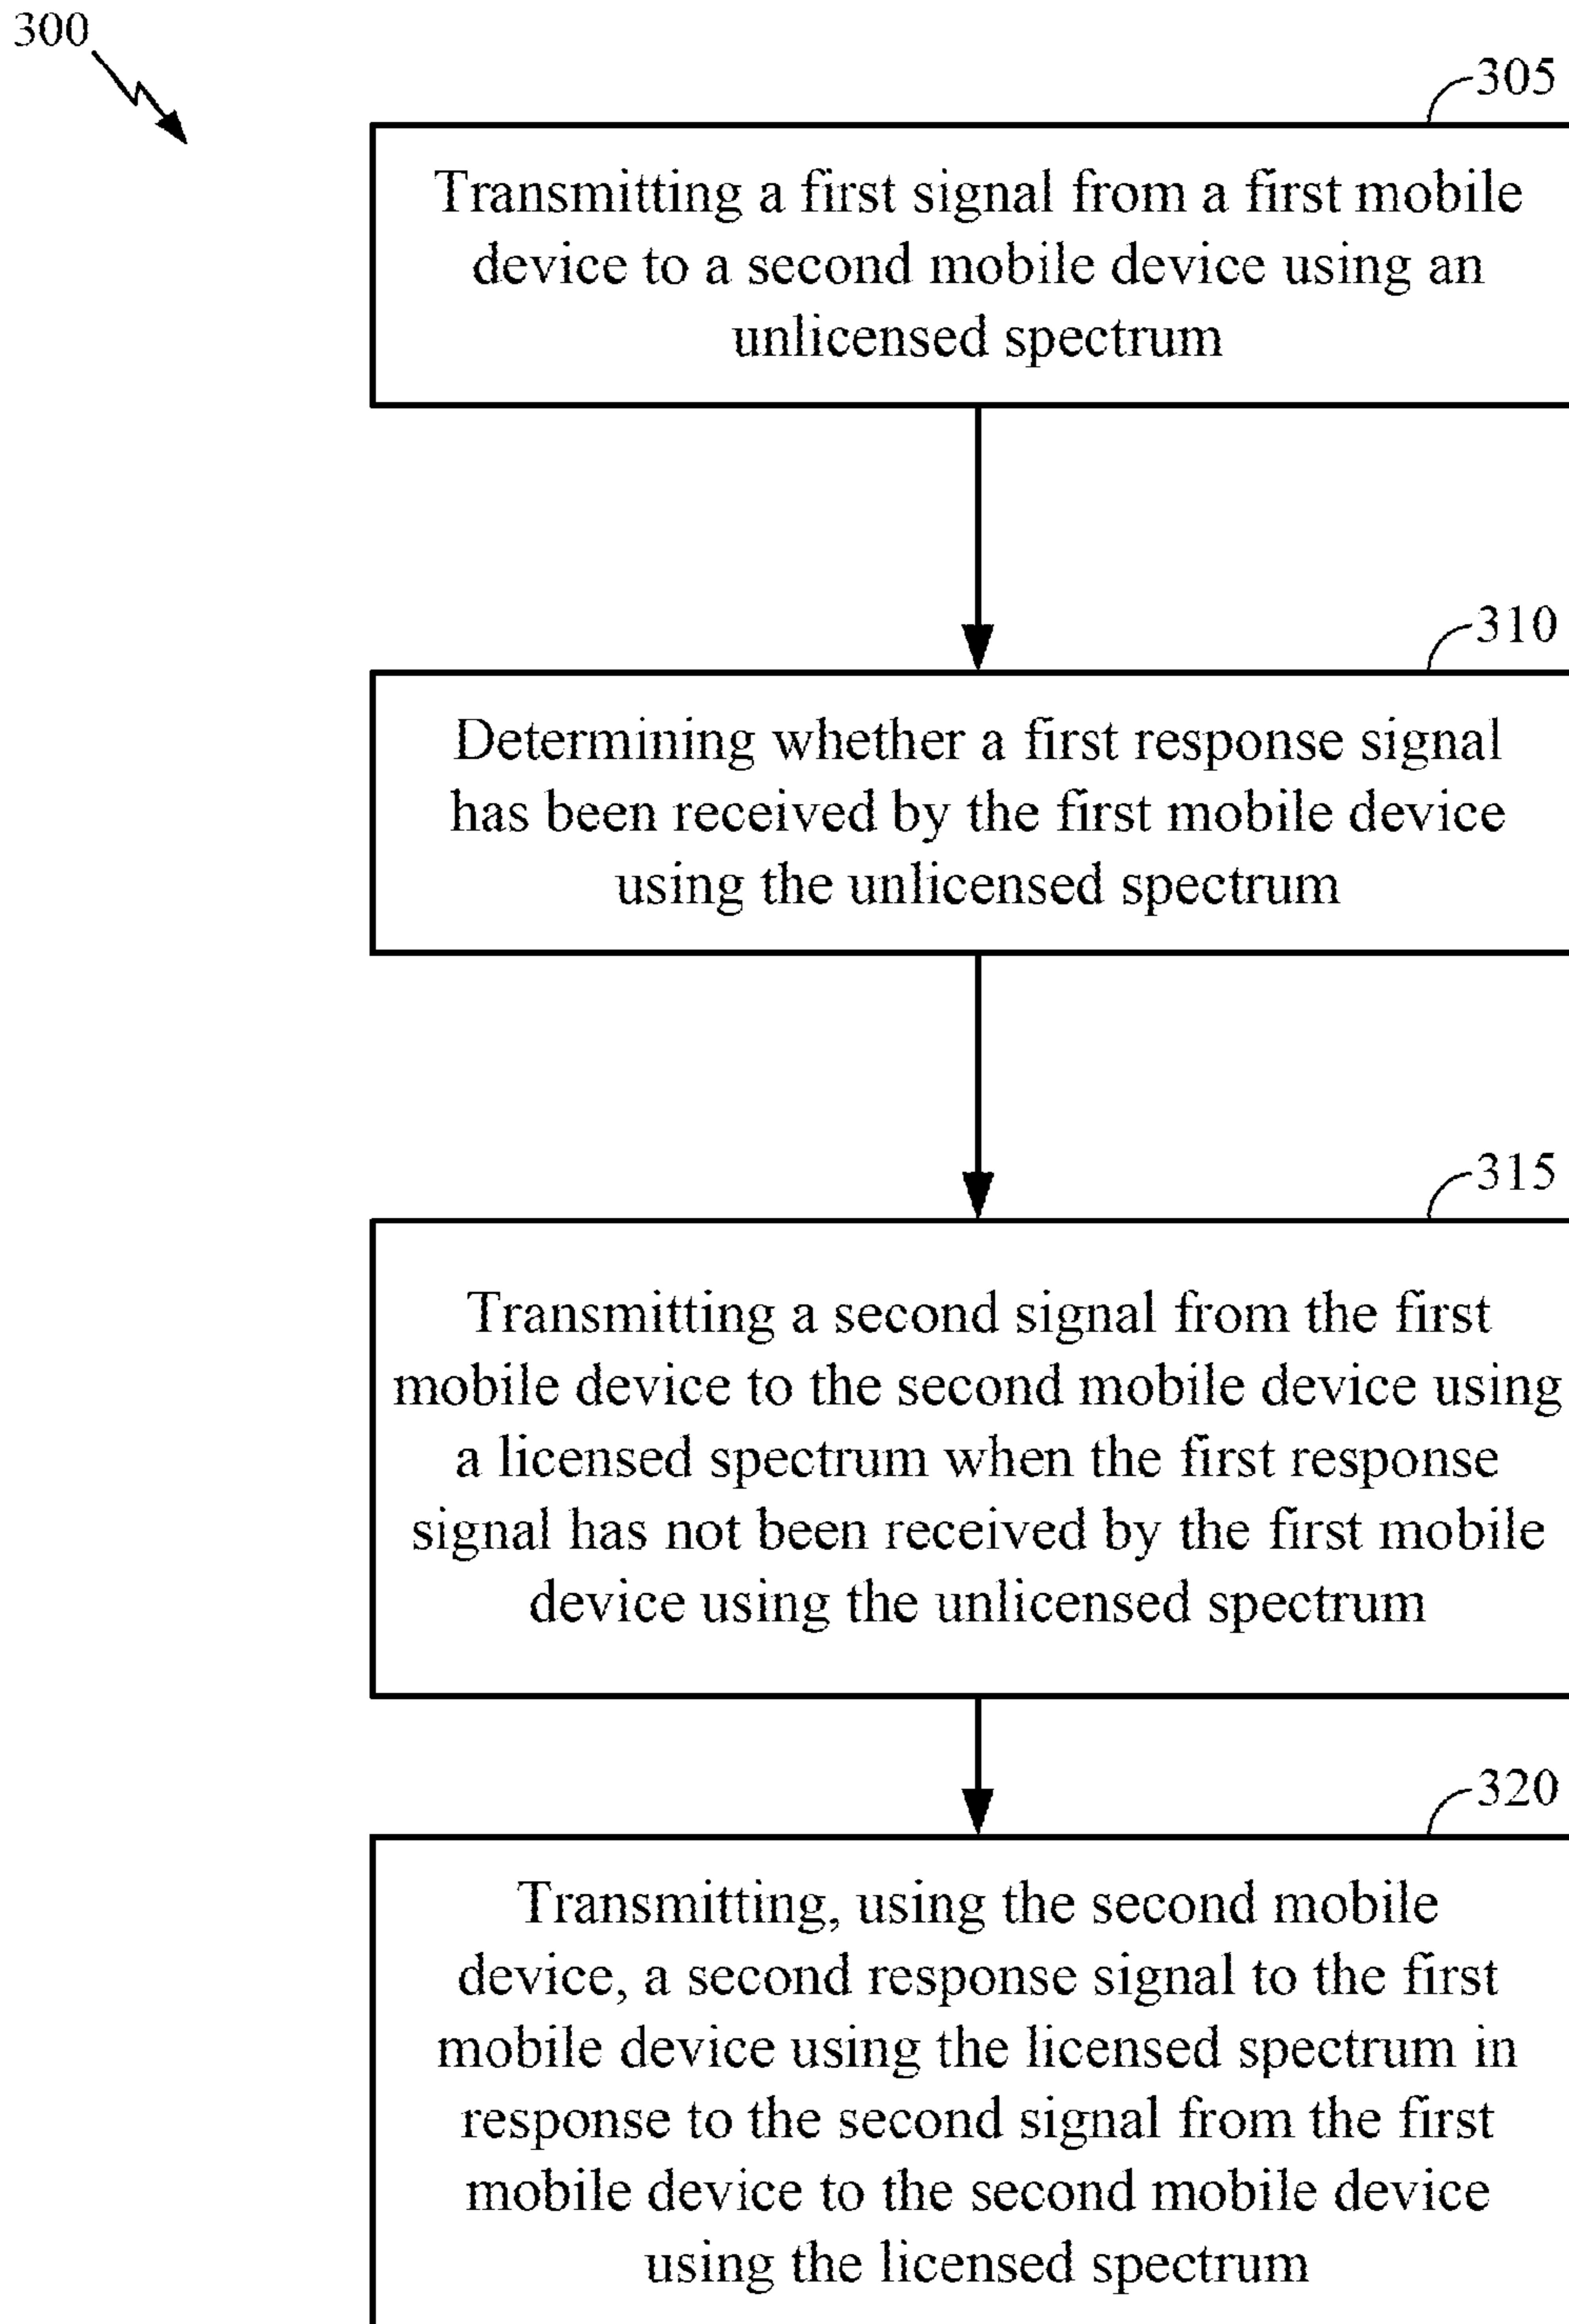 300
305
Transmitting a first signal from a first mobile
device to a second mobile device using an
unlicensed spectrum
310
Determining whether a first response signal
has been received by the first mobile device
using the unlicensed spectrum
315
Transmitting a second signal from the first
mobile device to the second mobile device using
a licensed spectrum when the first response
signal has not been received by the first mobile
device using the unlicensed spectrum
320
Transmitting, using the second mobile
device, a second response signal to the first
mobile device using the licensed spectrum in
response to the second signal from the first
mobile device to the second mobile device
using the licensed spectrum